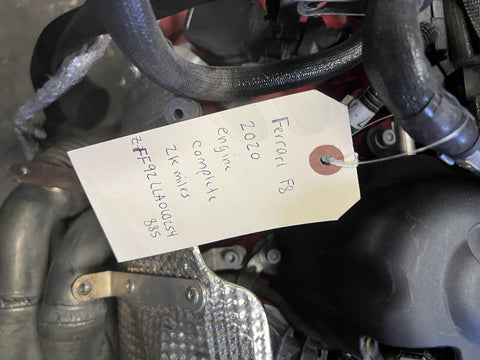 Ferrari F8
2020
engine
complete
2K miles
ZFF92LLA0L0254
885